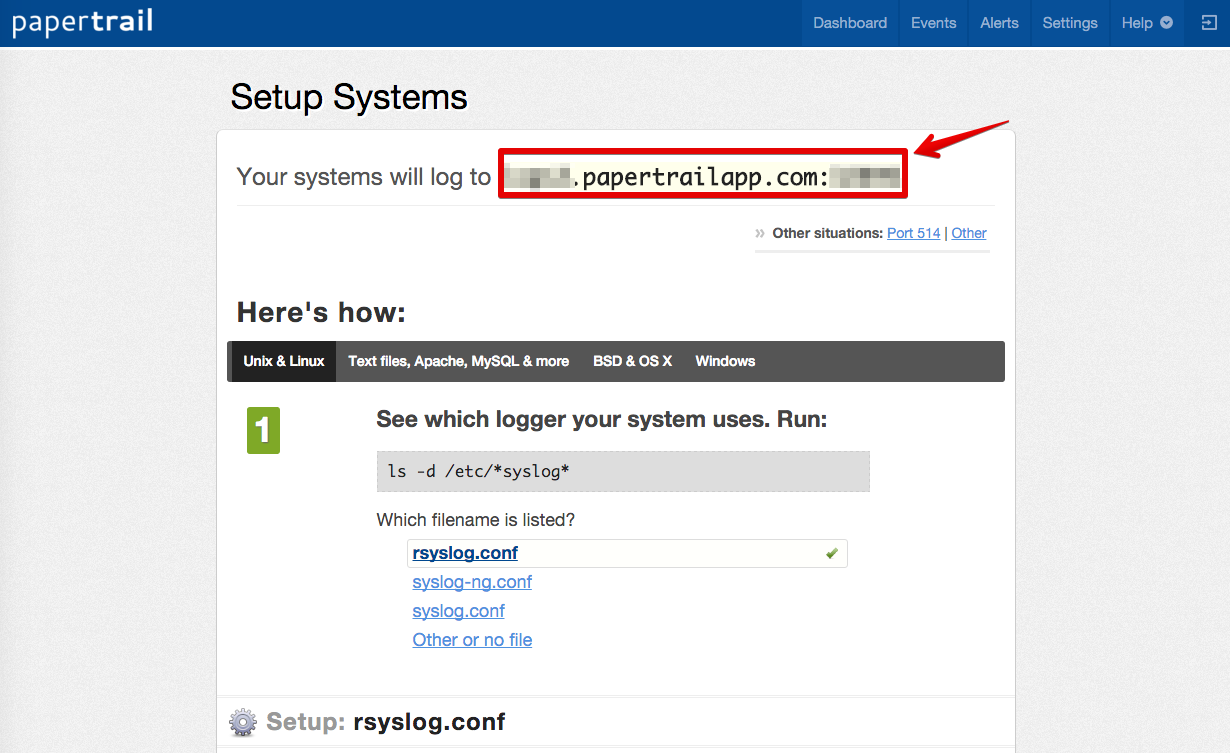 papertrail
Dashboard Events Alerts Settings Help
Setup Systems
Your systems will log to .papertrailapp.com:
» Other situations: Port 514 | Other
Here's how:
Unix & Linux Text files, Apache, MySQL & more BSD & OS X Windows
1 See which logger your system uses. Run:
ls -d /etc/*syslog*
Which filename is listed?
rsyslog.conf
syslog-ng.conf
syslog.conf
Other or no file
Setup: rsyslog.conf